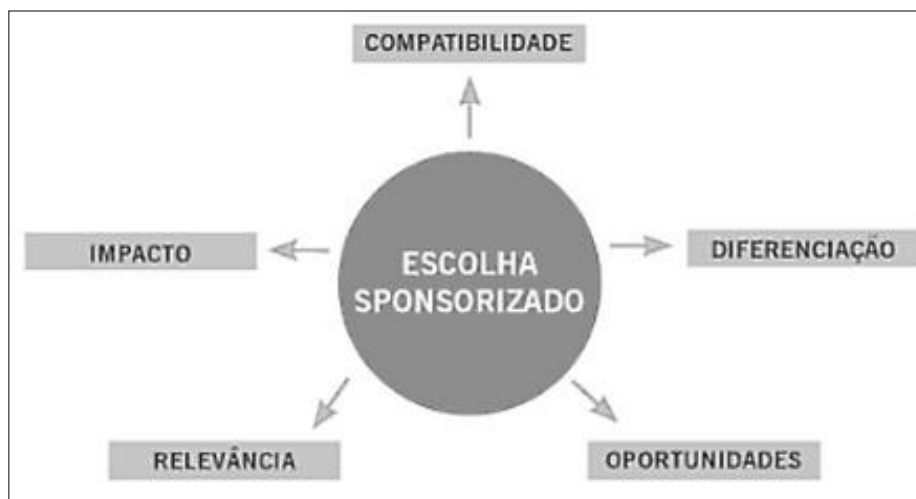 COMPATIBILIDADE
IMPACTO
ESCOLHA
SPONSORIZADO
DIFERENCIAÇÃO
RELEVÂNCIA
OPORTUNIDADES